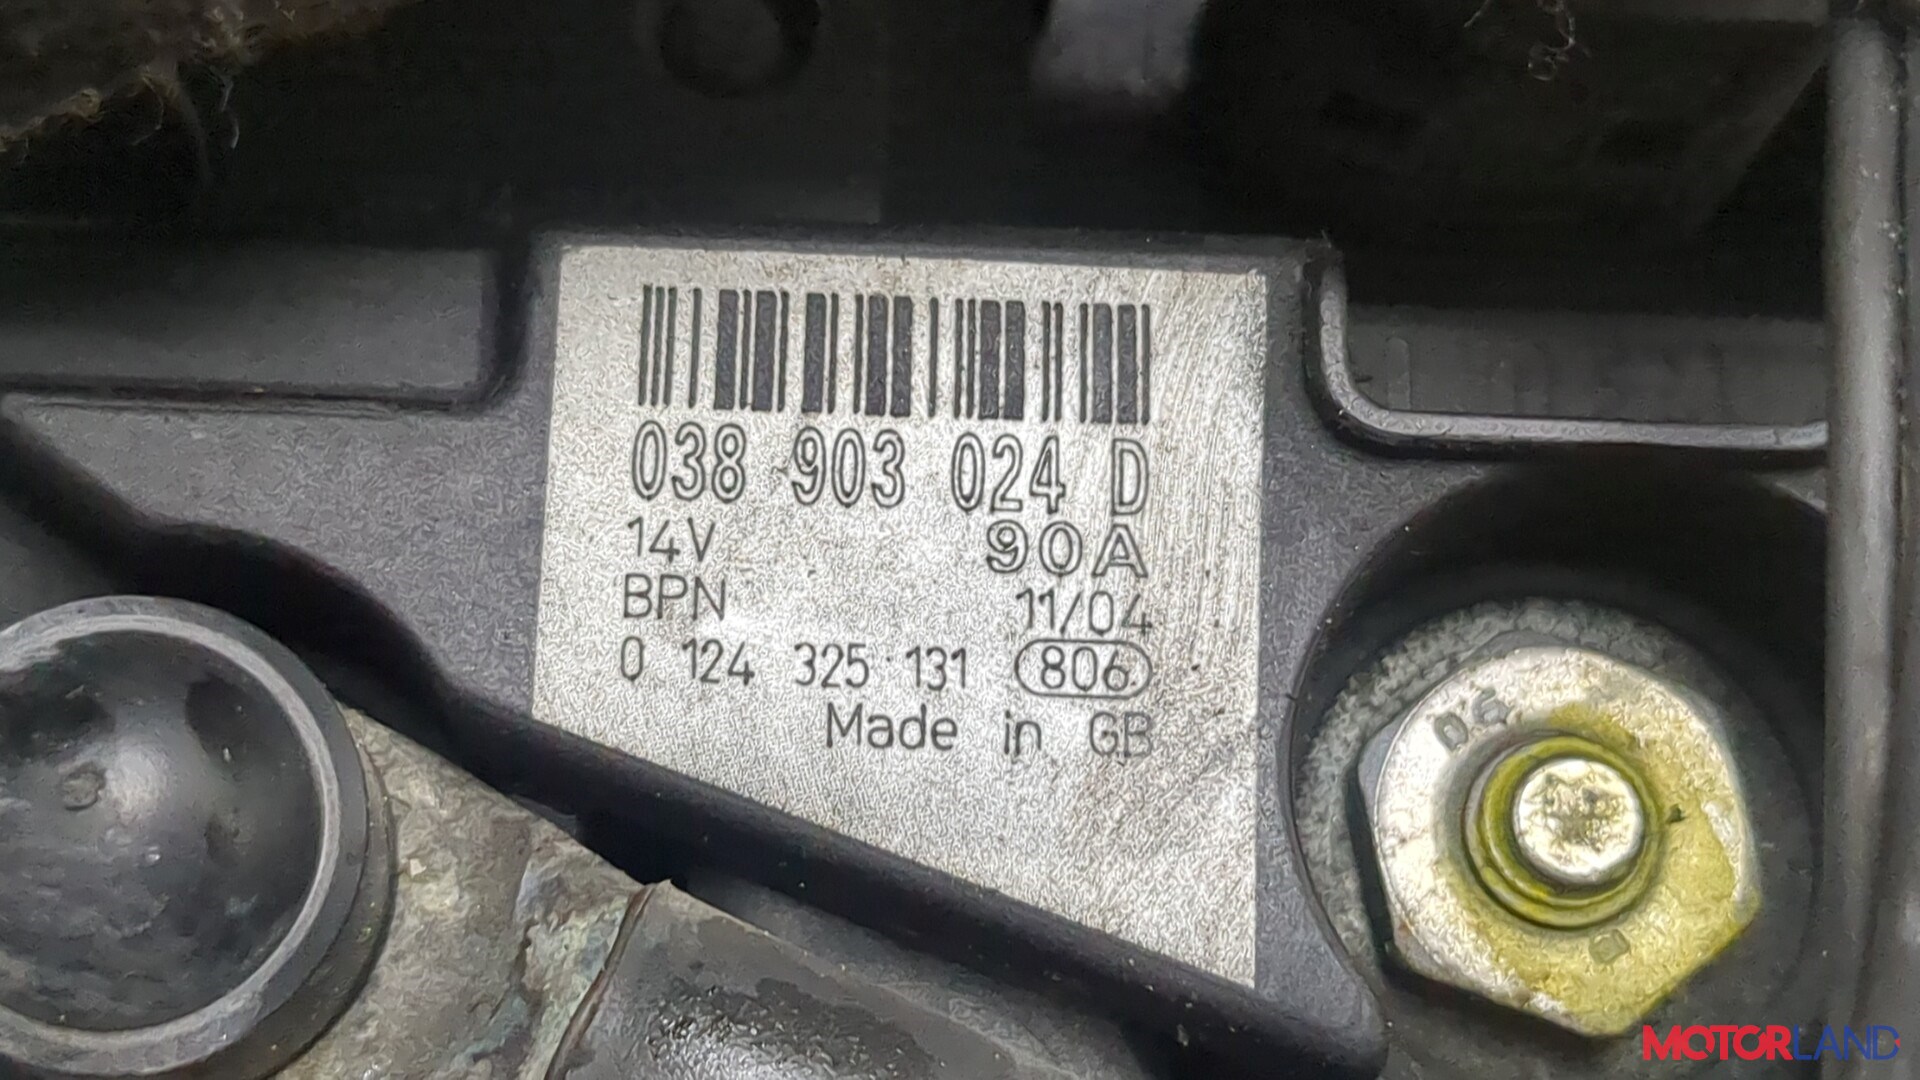 038 903 024 D
14V 90A
BPN 11/04
0 124 325 131 806
Made in GB
MOTORLAND